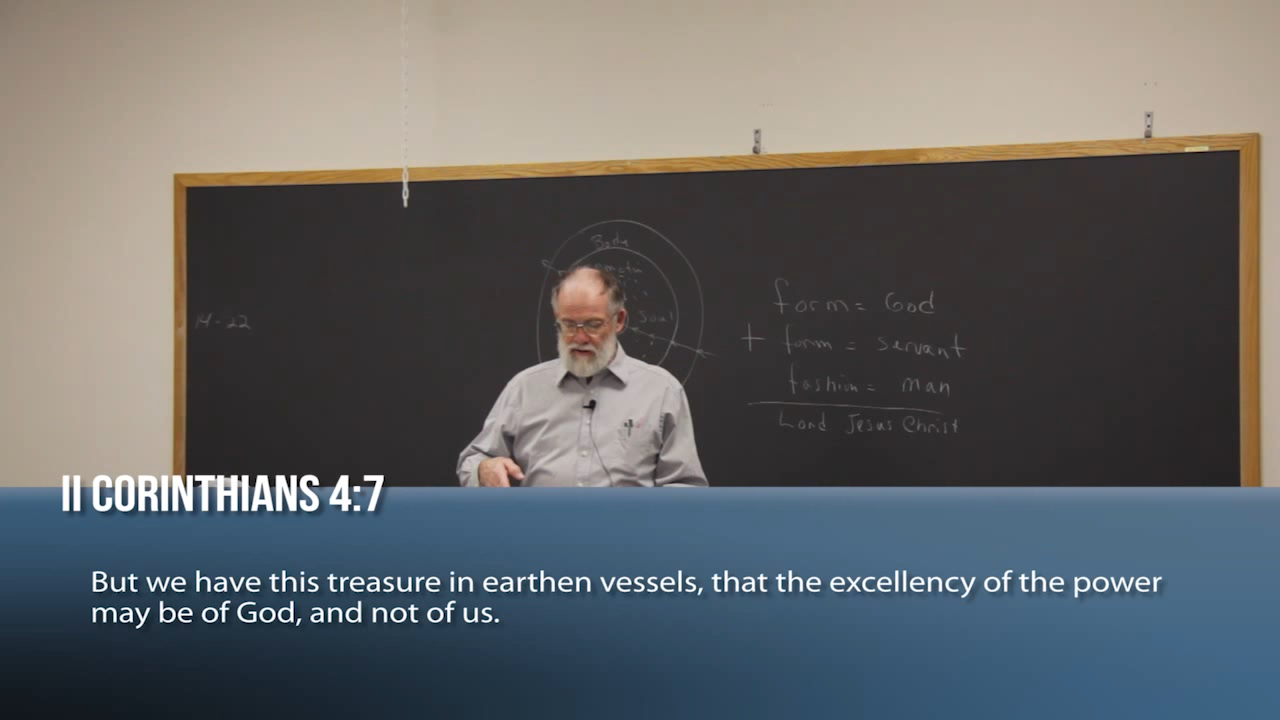 Body
Soul
14-22
form = God
+ form = servant
fashion = man
Lord Jesus Christ
II CORINTHIANS 4:7
But we have this treasure in earthen vessels, that the excellency of the power
may be of God, and not of us.